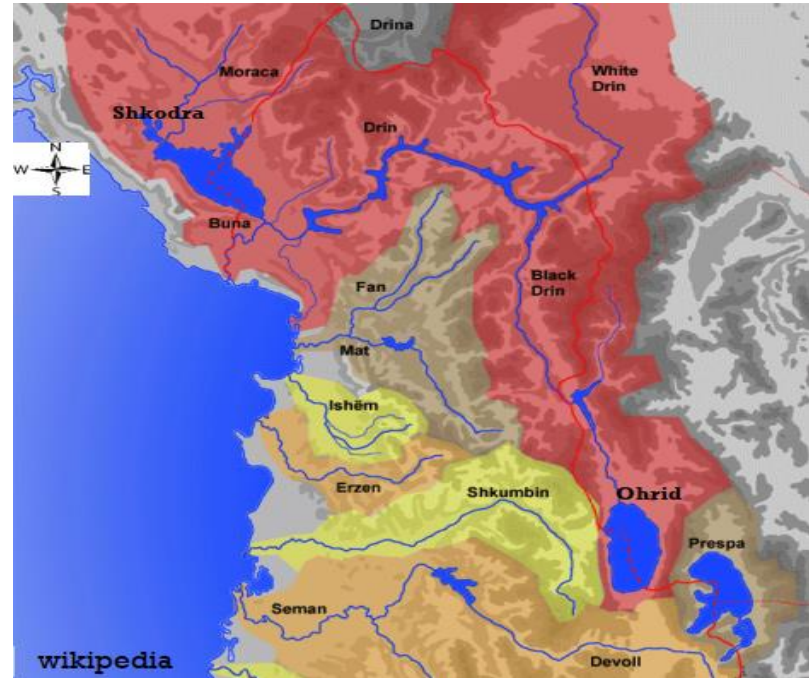 Drina
Moraca
White
Drin
Shkodra
Drin
N
W E
S
Buna
Black
Drin
Fan
Mat
Ishëm
Erzen
Shkumbin
Ohrid
Prespa
Seman
Devoll
wikipedia